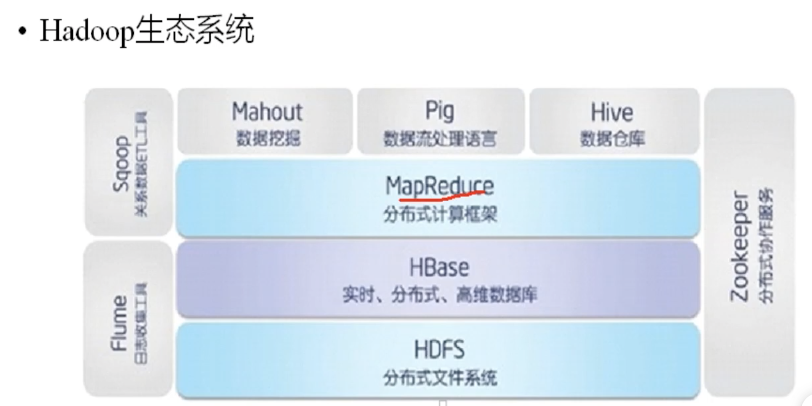 • Hadoop生态系统
Sqoop
关系数据ETL工具
Mahout
数据挖掘
Pig
数据流处理语言
Hive
数据仓库
MapReduce
分布式计算框架
Flume
日志收集工具
HBase
实时、分布式、高维数据库
HDFS
分布式文件系统
Zookeeper
分布式协作服务